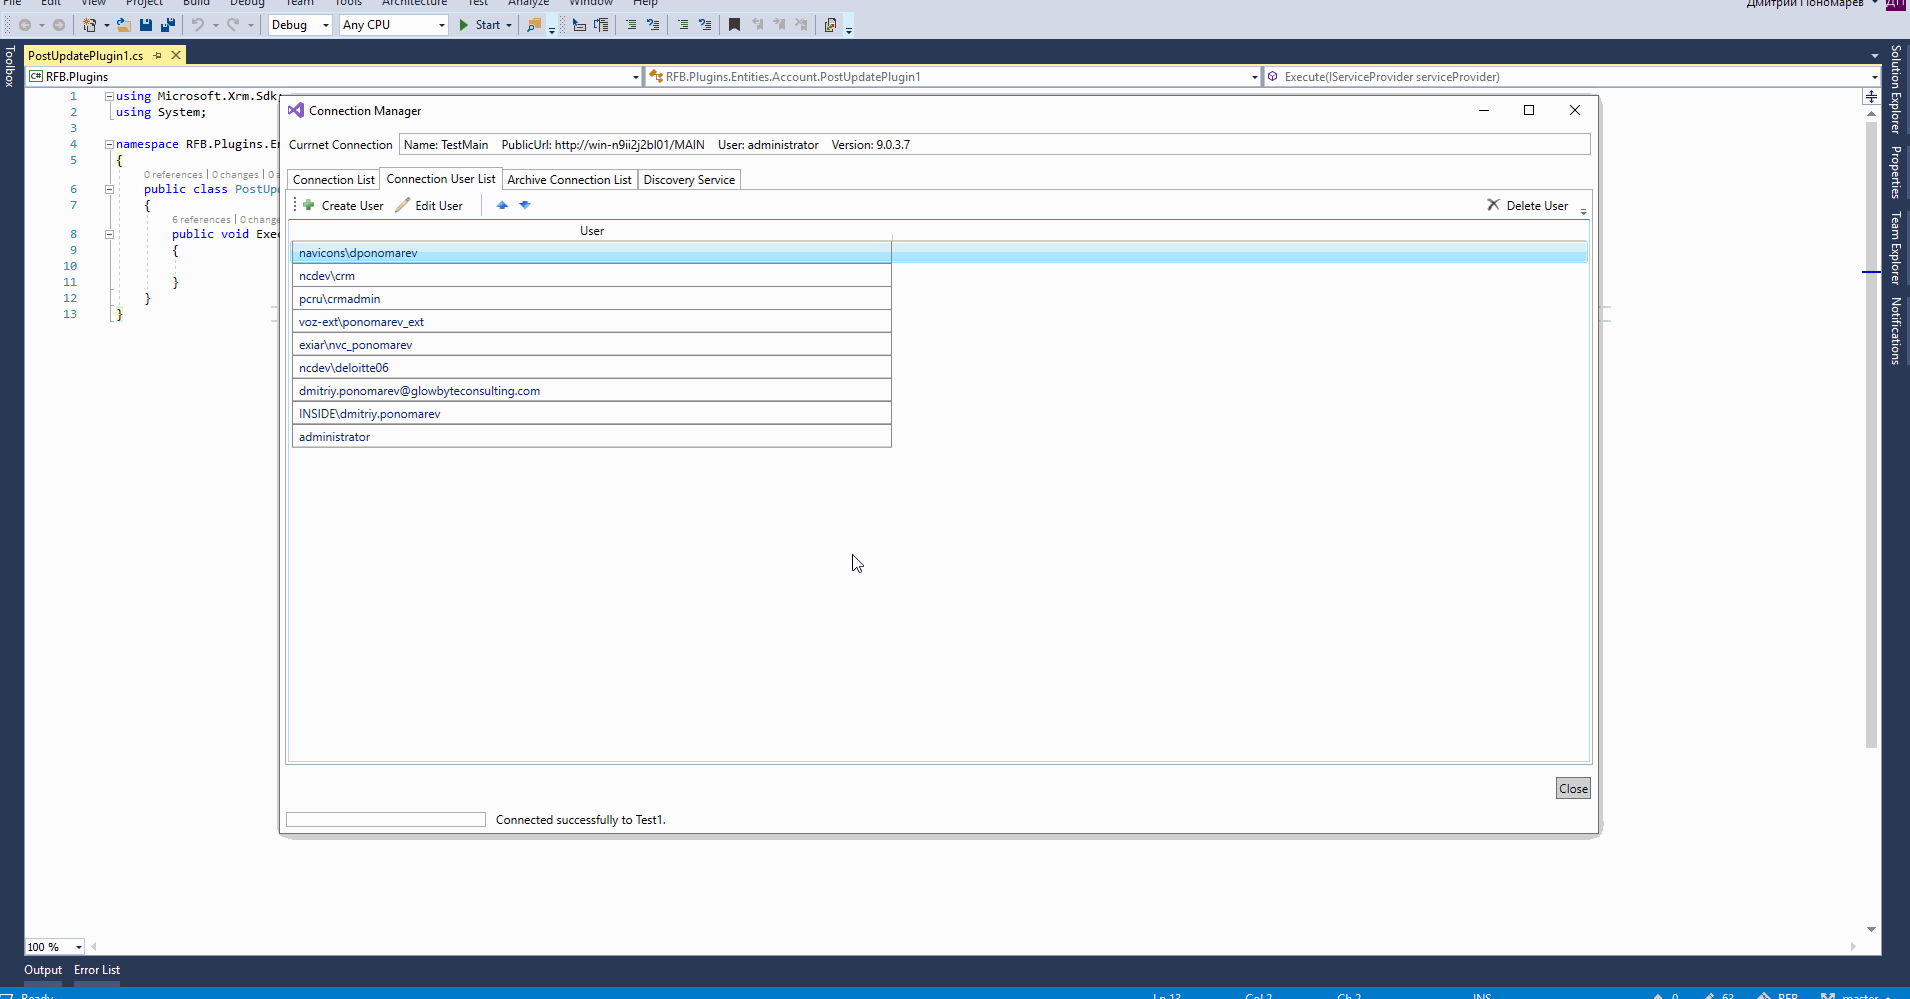 File Edit View Project Build Debug Team Tools Architecture Test Analyze Window Help
Дмитрий Пономарев ДП
Debug Any CPU Start
Toolbox
PostUpdatePlugin1.cs
RFB.Plugins RFB.Plugins.Entities.Account.PostUpdatePlugin1 Execute(IServiceProvider serviceProvider)
1 using Microsoft.Xrm.Sdk;
2 using System;
3
4 namespace RFB.Plugins.En
5 {
0 references | 0 changes | 0 a
6 public class PostUpd
7 {
6 references | 0 change
8 public void Exec
9 {
10
11 }
12 }
13 }
Connection Manager
Currnet Connection Name: TestMain PublicUrl: http://win-n9ii2j2bl01/MAIN User: administrator Version: 9.0.3.7
Connection List Connection User List Archive Connection List Discovery Service
Create User Edit User Delete User
User
navicons\dponomarev
ncdev\crm
pcru\crmadmin
voz-ext\ponomarev_ext
exiar\nvc_ponomarev
ncdev\deloitte06
dmitriy.ponomarev@glowbyteconsulting.com
INSIDE\dmitriy.ponomarev
administrator
Close
Connected successfully to Test1.
Solution Explorer
Properties
Team Explorer
Notifications
100 %
Output Error List
Ready Ln 13 Col 2 Ch 2 INS 0 63 RFB master